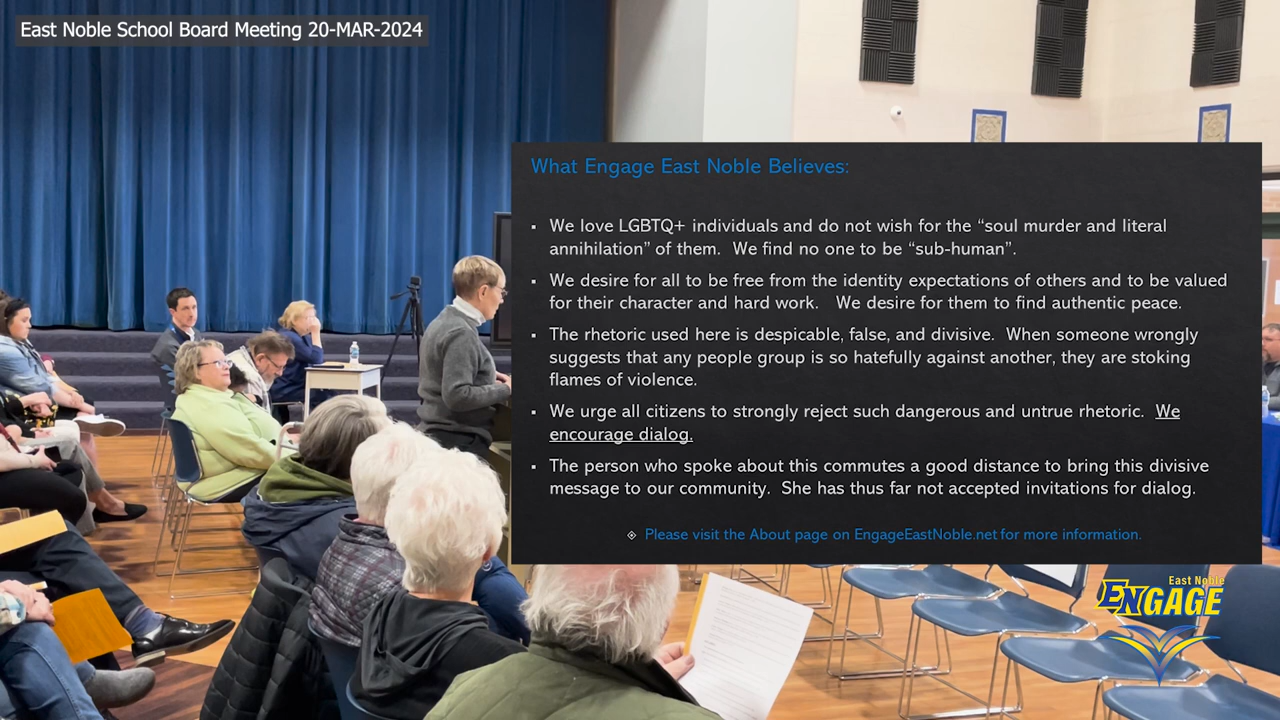 East Noble School Board Meeting 20-MAR-2024
What Engage East Noble Believes:
▪ We love LGBTQ+ individuals and do not wish for the “soul murder and literal
annihilation” of them. We find no one to be “sub-human”.
▪ We desire for all to be free from the identity expectations of others and to be valued
for their character and hard work. We desire for them to find authentic peace.
▪ The rhetoric used here is despicable, false, and divisive. When someone wrongly
suggests that any people group is so hatefully against another, they are stoking
flames of violence.
▪ We urge all citizens to strongly reject such dangerous and untrue rhetoric. We
encourage dialog.
▪ The person who spoke about this commutes a good distance to bring this divisive
message to our community. She has thus far not accepted invitations for dialog.
Please visit the About page on EngageEastNoble.net for more information.
East Noble
ENGAGE